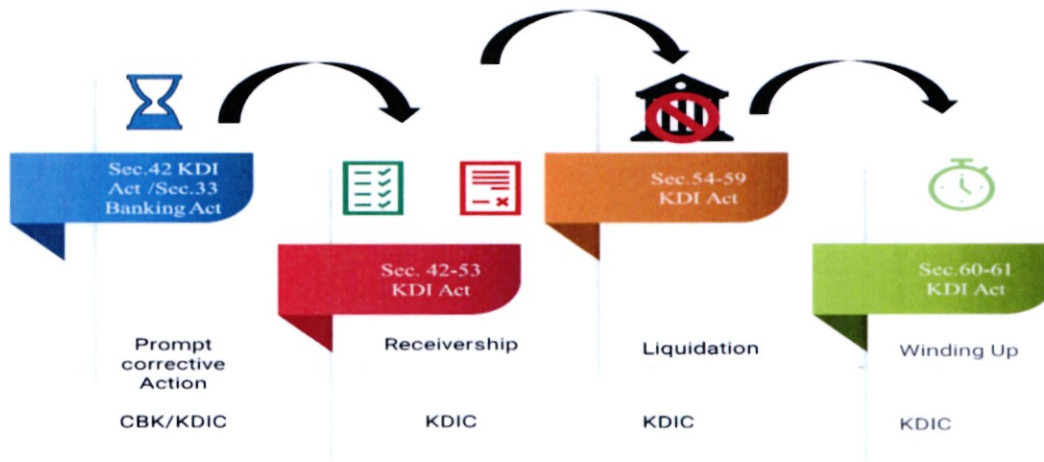 Sec.42 KDI
Act /Sec.33
Banking Act
Prompt
corrective
Action
CBK/KDIC
Sec. 42-53
KDI Act
Receivership
KDIC
Sec.54-59
KDI Act
Liquidation
KDIC
Sec.60-61
KDI Act
Winding Up
KDIC